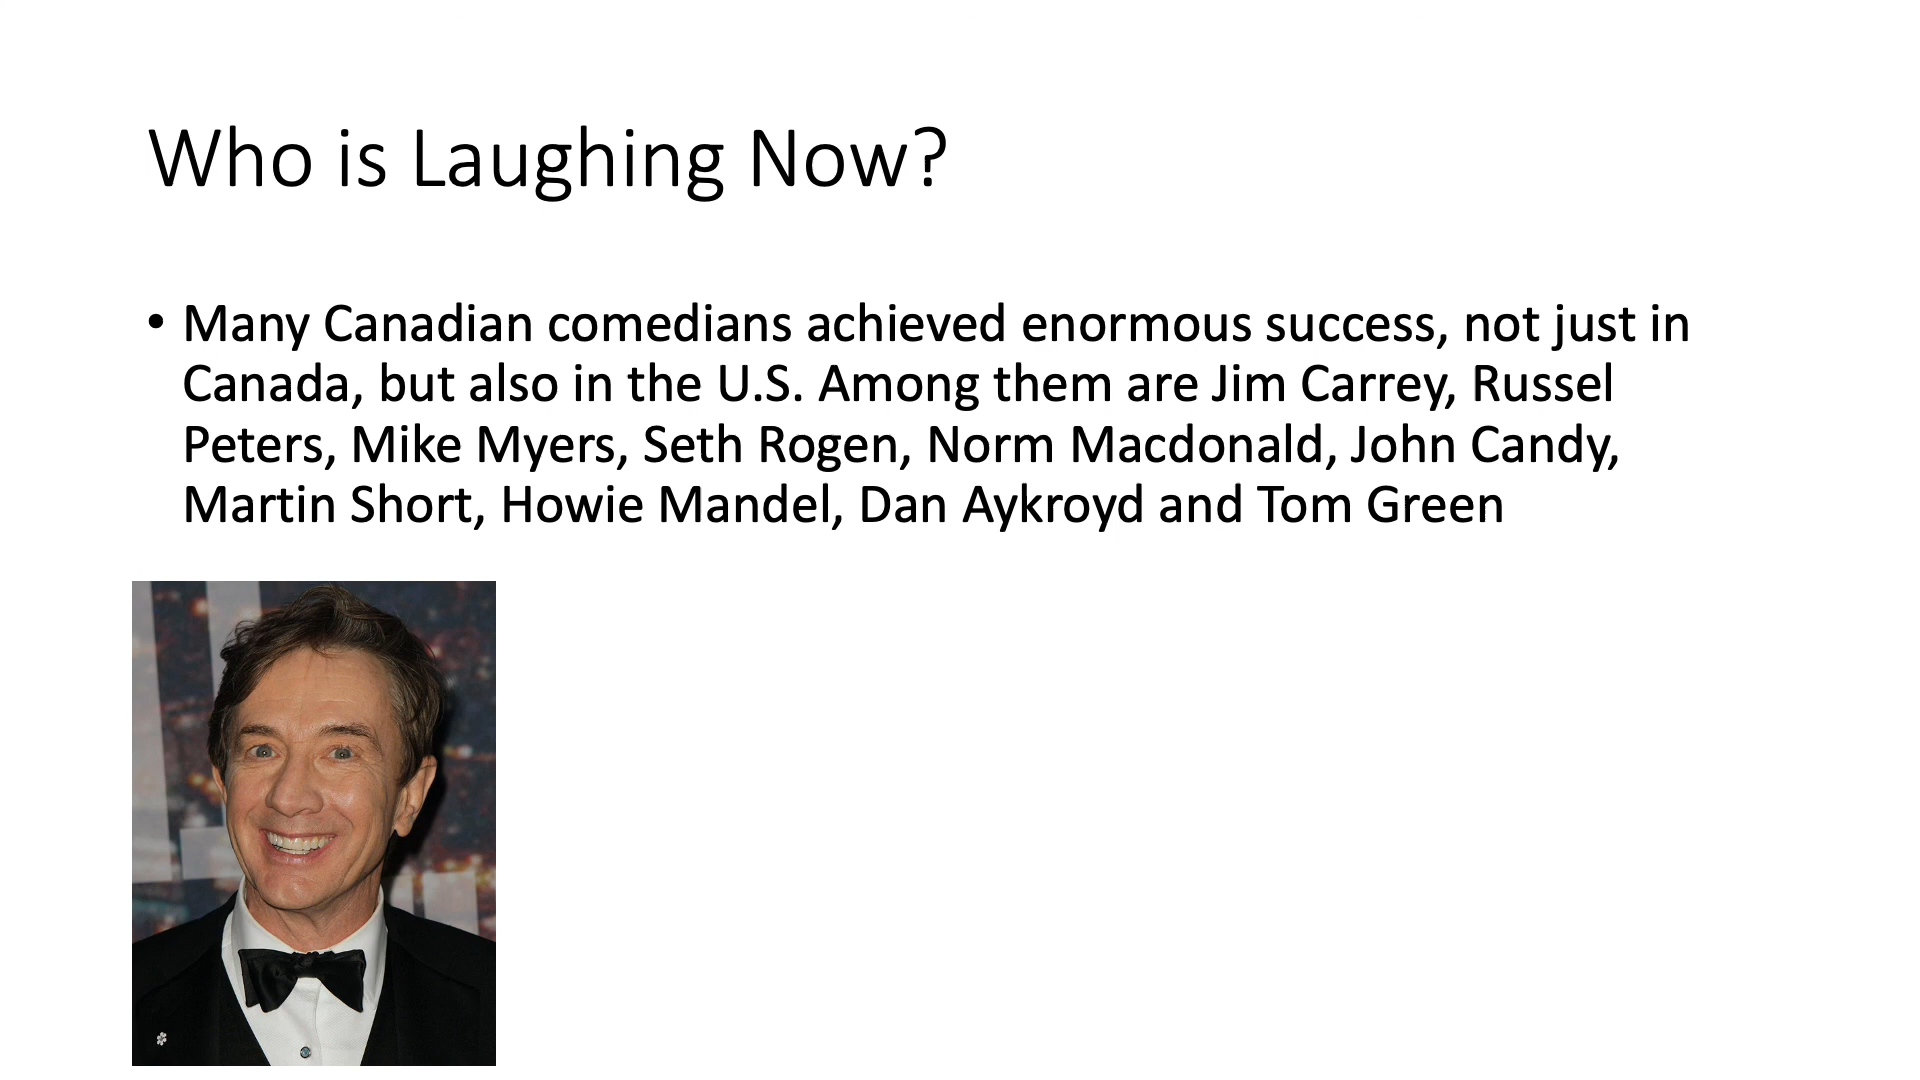 Who is Laughing Now?
• Many Canadian comedians achieved enormous success, not just in
Canada, but also in the U.S. Among them are Jim Carrey, Russel
Peters, Mike Myers, Seth Rogen, Norm Macdonald, John Candy,
Martin Short, Howie Mandel, Dan Aykroyd and Tom Green